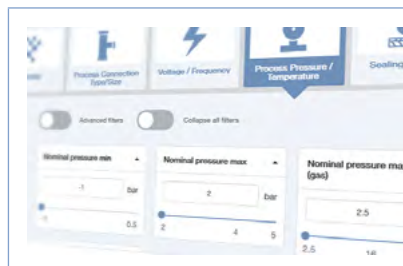 Process Connection
Type/Size
Voltage / Frequency
Process Pressure /
Temperature
Sealing
Advanced filters
Collapse all filters
Nominal pressure min
Nominal pressure max
Nominal pressure ma
(gas)
-1
bar
2
bar
2.5
-1
0.5
2
4
5
2.5
16